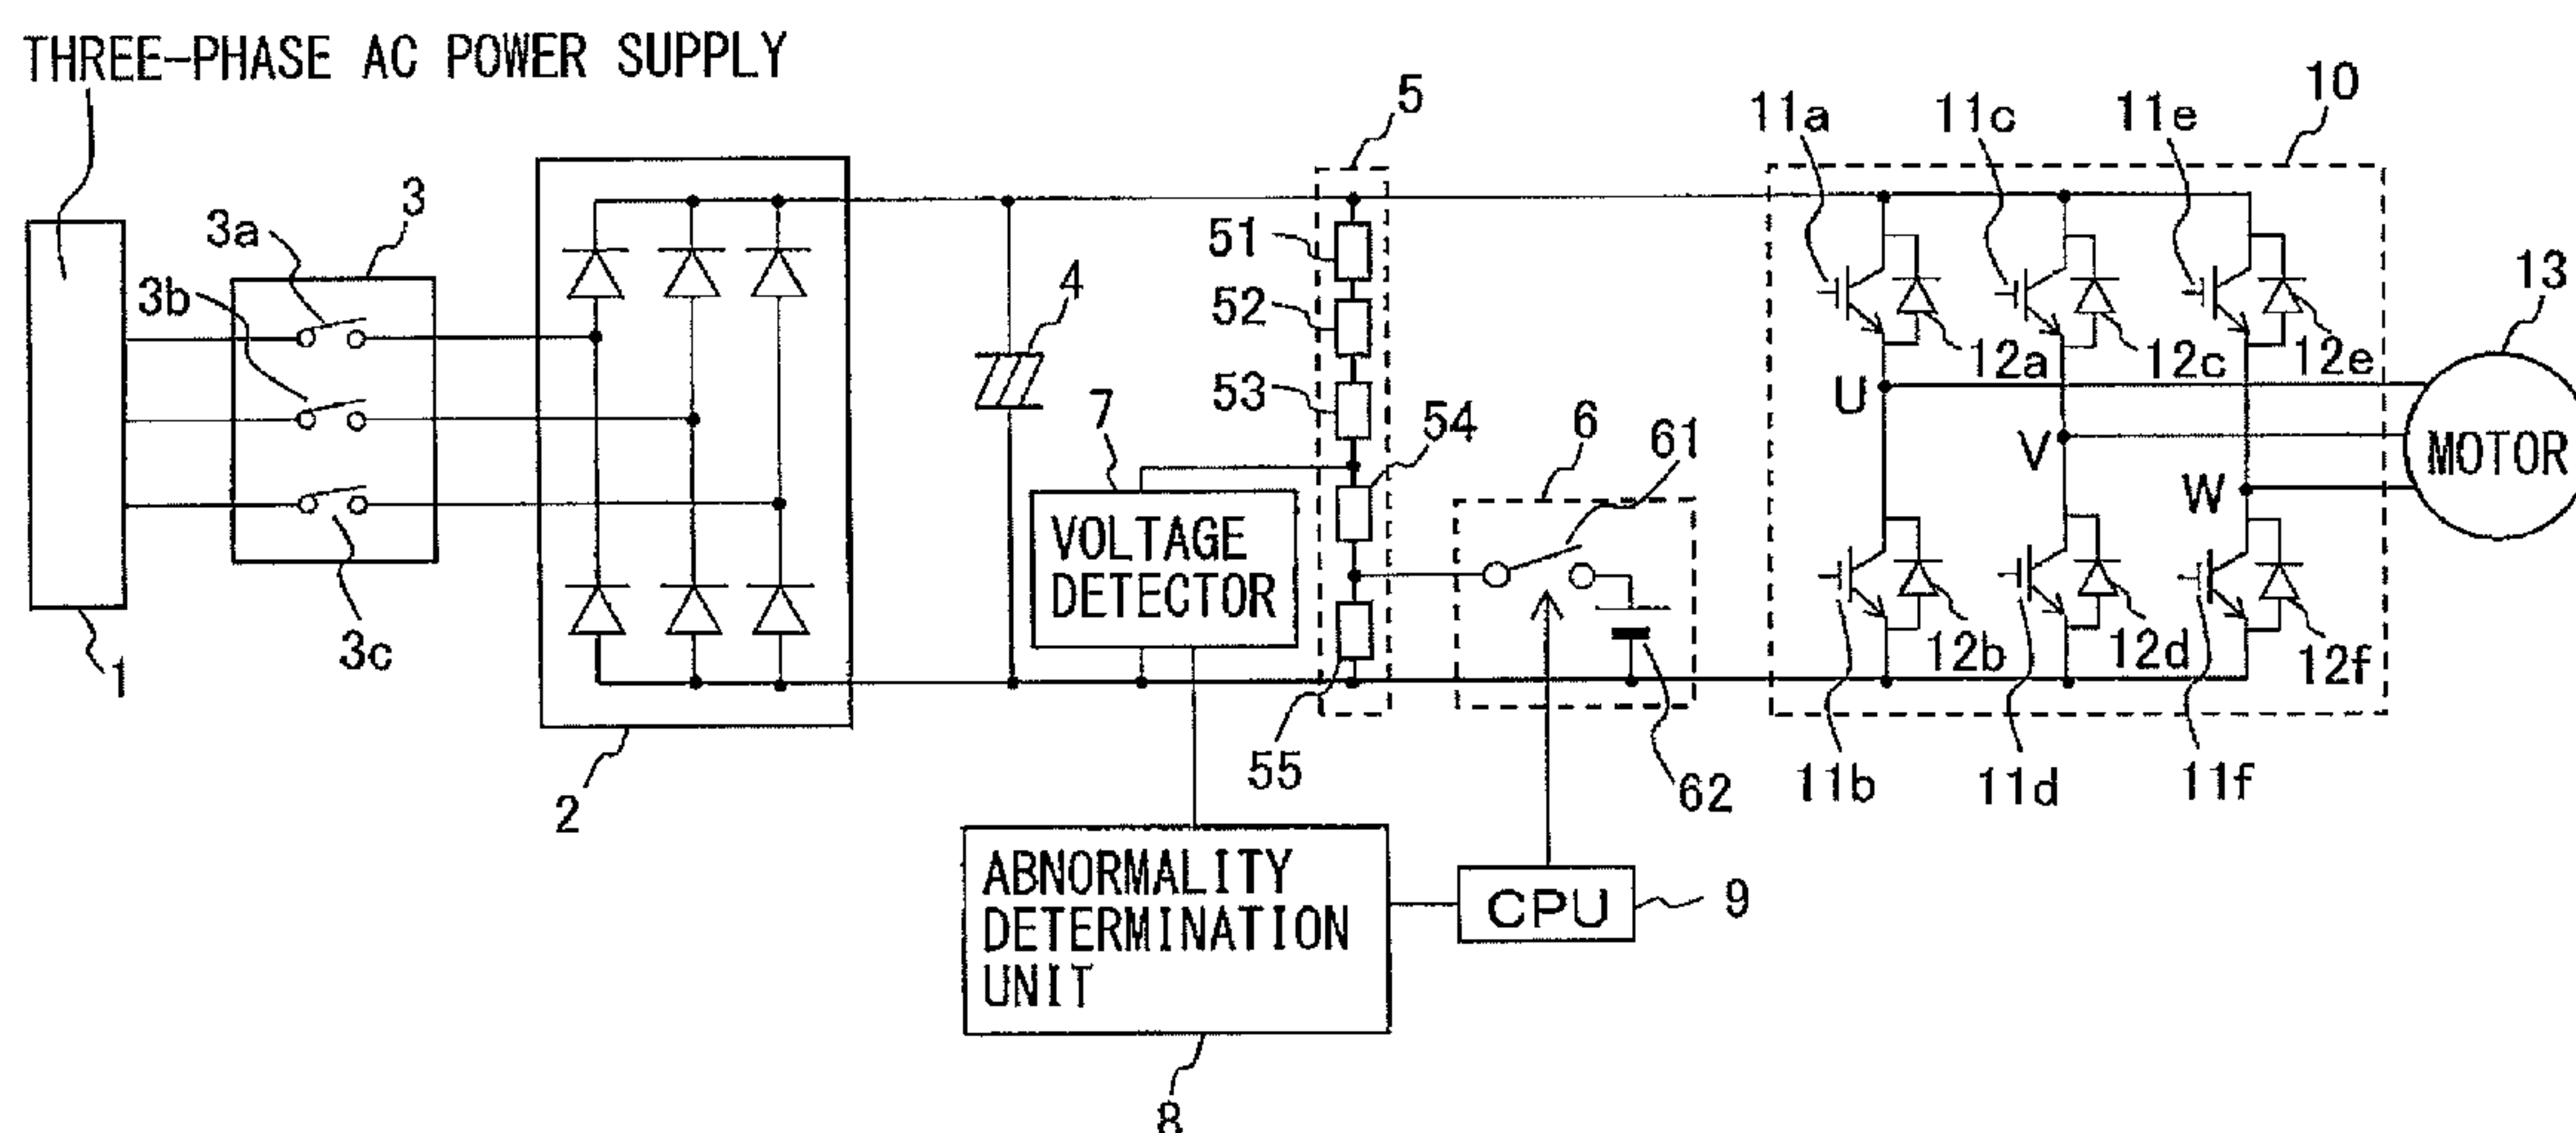 THREE-PHASE AC POWER SUPPLY
5
10
11a
11c
11e
3
3a
51
4
3b
52
13
12a
12c
12e
53
7
54
6
61
U
V
MOTOR
W
VOLTAGE
DETECTOR
3c
1
12b
12d
12f
55
62
11b
11d
11f
2
ABNORMALITY
DETERMINATION
UNIT
CPU
9
8